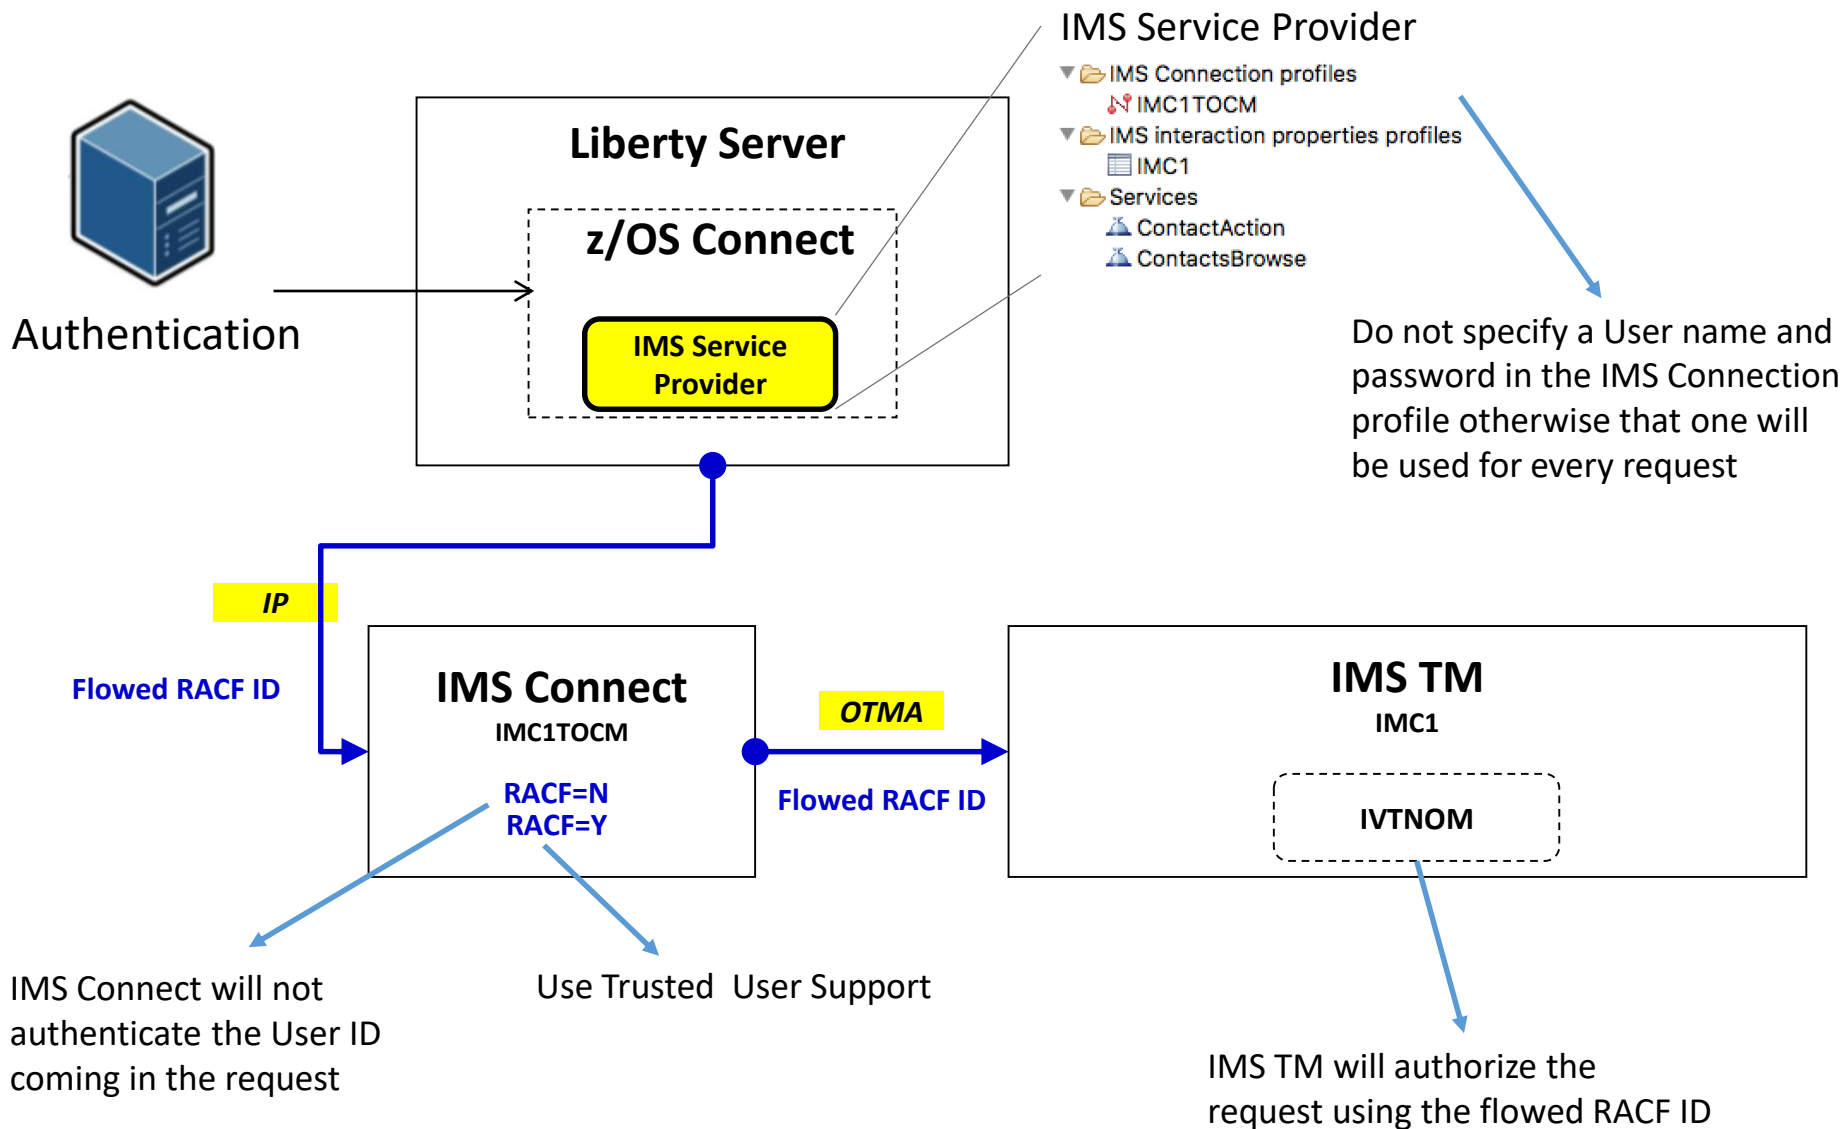 IMS Service Provider
IMS Connection profiles
IMC1TOCM
IMS interaction properties profiles
IMC1
Services
ContactAction
ContactsBrowse
Liberty Server
z/OS Connect
IMS Service
Provider
Authentication
Do not specify a User name and
password in the IMS Connection
profile otherwise that one will
be used for every request
IP
Flowed RACF ID
IMS Connect
IMC1TOCM
RACF=N
RACF=Y
OTMA
Flowed RACF ID
IMS TM
IMC1
IVTNOM
IMS Connect will not
authenticate the User ID
coming in the request
Use Trusted  User Support
IMS TM will authorize the
request using the flowed RACF ID